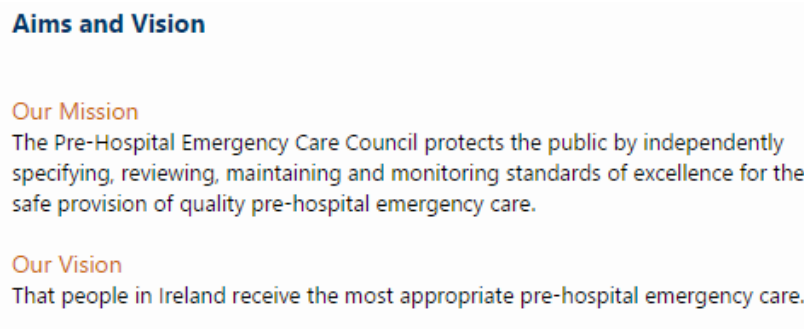 Aims and Vision
Our Mission
The Pre-Hospital Emergency Care Council protects the public by independently
specifying, reviewing, maintaining and monitoring standards of excellence for the
safe provision of quality pre-hospital emergency care.
Our Vision
That people in Ireland receive the most appropriate pre-hospital emergency care.